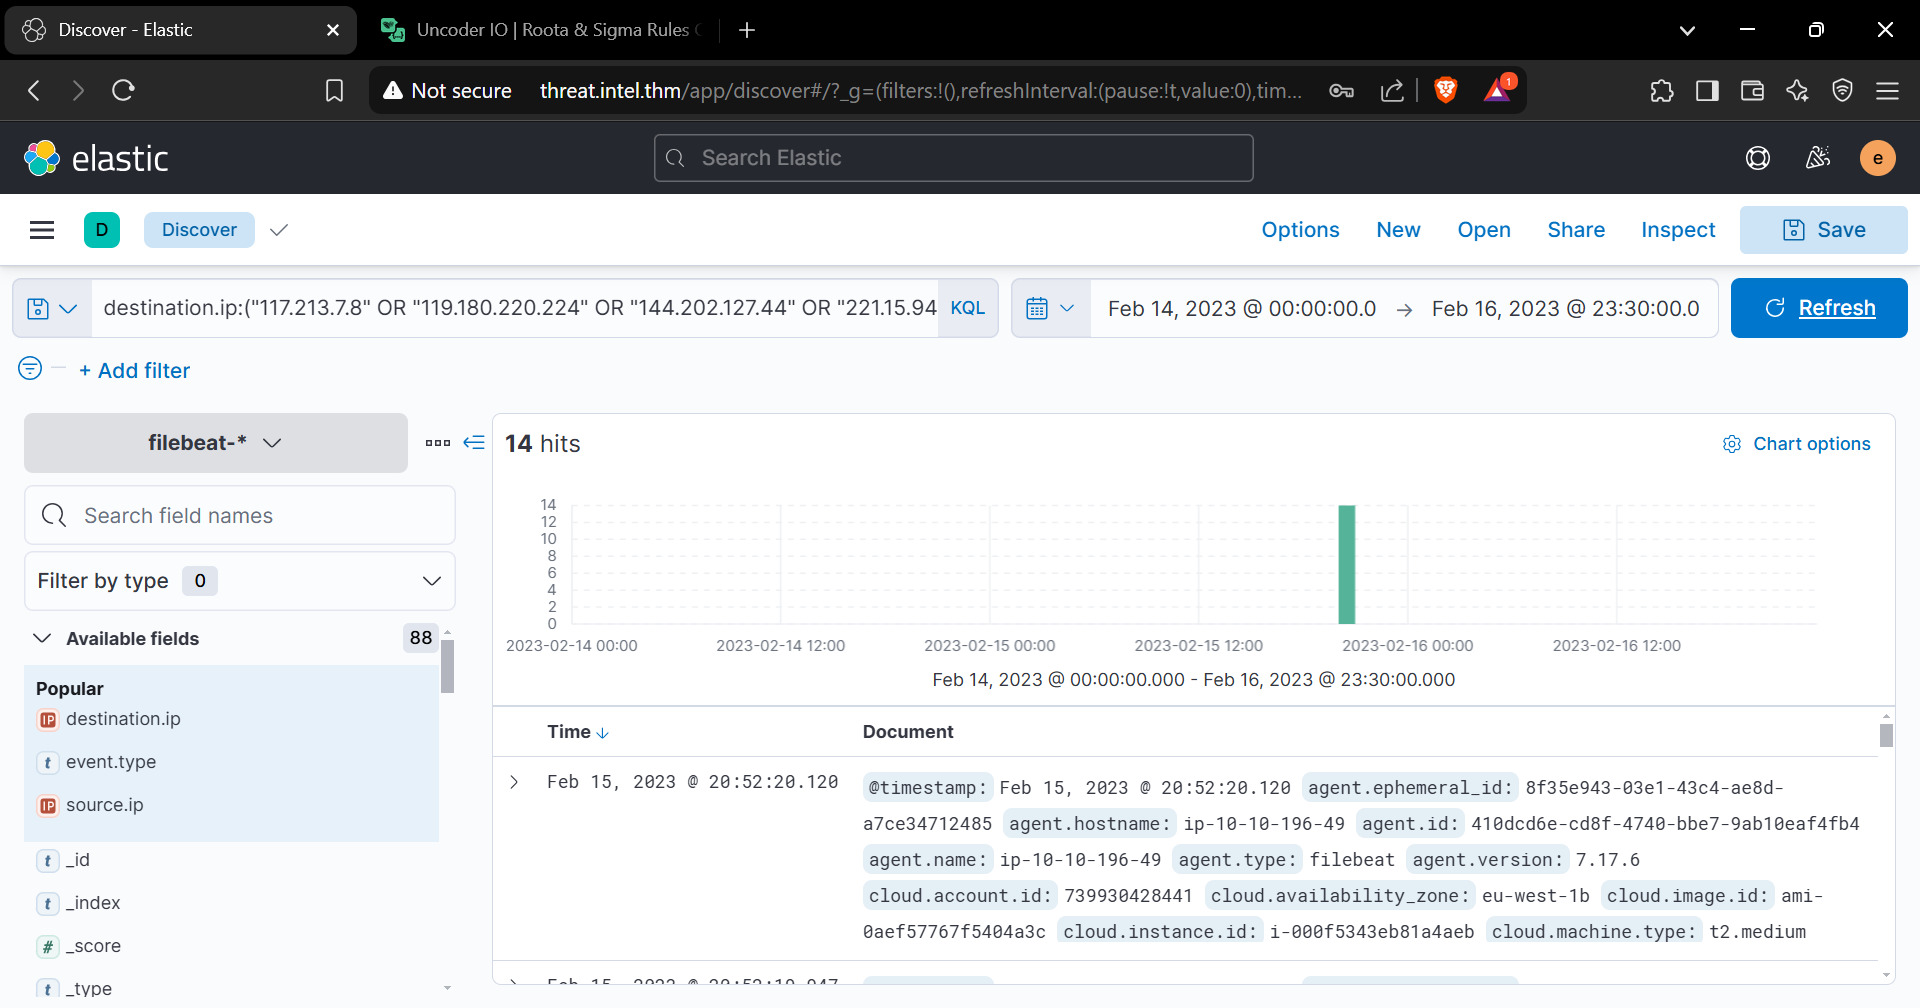 Discover - Elastic
Uncoder IO | Roota & Sigma Rules
Not secure threat.intel.thm/app/discover#/?_g=(filters:!(),refreshInterval:(pause:!t,value:0),tim...
1
elastic
Search Elastic
e
D
Discover
Options New Open Share Inspect Save
destination.ip:("117.213.7.8" OR "119.180.220.224" OR "144.202.127.44" OR "221.15.94
KQL
Feb 14, 2023 @ 00:00:00.0 → Feb 16, 2023 @ 23:30:00.0
Refresh
+ Add filter
filebeat-*
Search field names
Filter by type 0
Available fields 88
Popular
IP destination.ip
t event.type
IP source.ip
t _id
t _index
# _score
t _type
14 hits
Chart options
14
12
10
8
6
4
2
0
2023-02-14 00:00 2023-02-14 12:00 2023-02-15 00:00 2023-02-15 12:00 2023-02-16 00:00 2023-02-16 12:00
Feb 14, 2023 @ 00:00:00.000 - Feb 16, 2023 @ 23:30:00.000
Time Document
Feb 15, 2023 @ 20:52:20.120
@timestamp: Feb 15, 2023 @ 20:52:20.120 agent.ephemeral_id: 8f35e943-03e1-43c4-ae8d-
a7ce34712485 agent.hostname: ip-10-10-196-49 agent.id: 410dcd6e-cd8f-4740-bbe7-9ab10eaf4fb4
agent.name: ip-10-10-196-49 agent.type: filebeat agent.version: 7.17.6
cloud.account.id: 739930428441 cloud.availability_zone: eu-west-1b cloud.image.id: ami-
0aef57767f5404a3c cloud.instance.id: i-000f5343eb81a4aeb cloud.machine.type: t2.medium